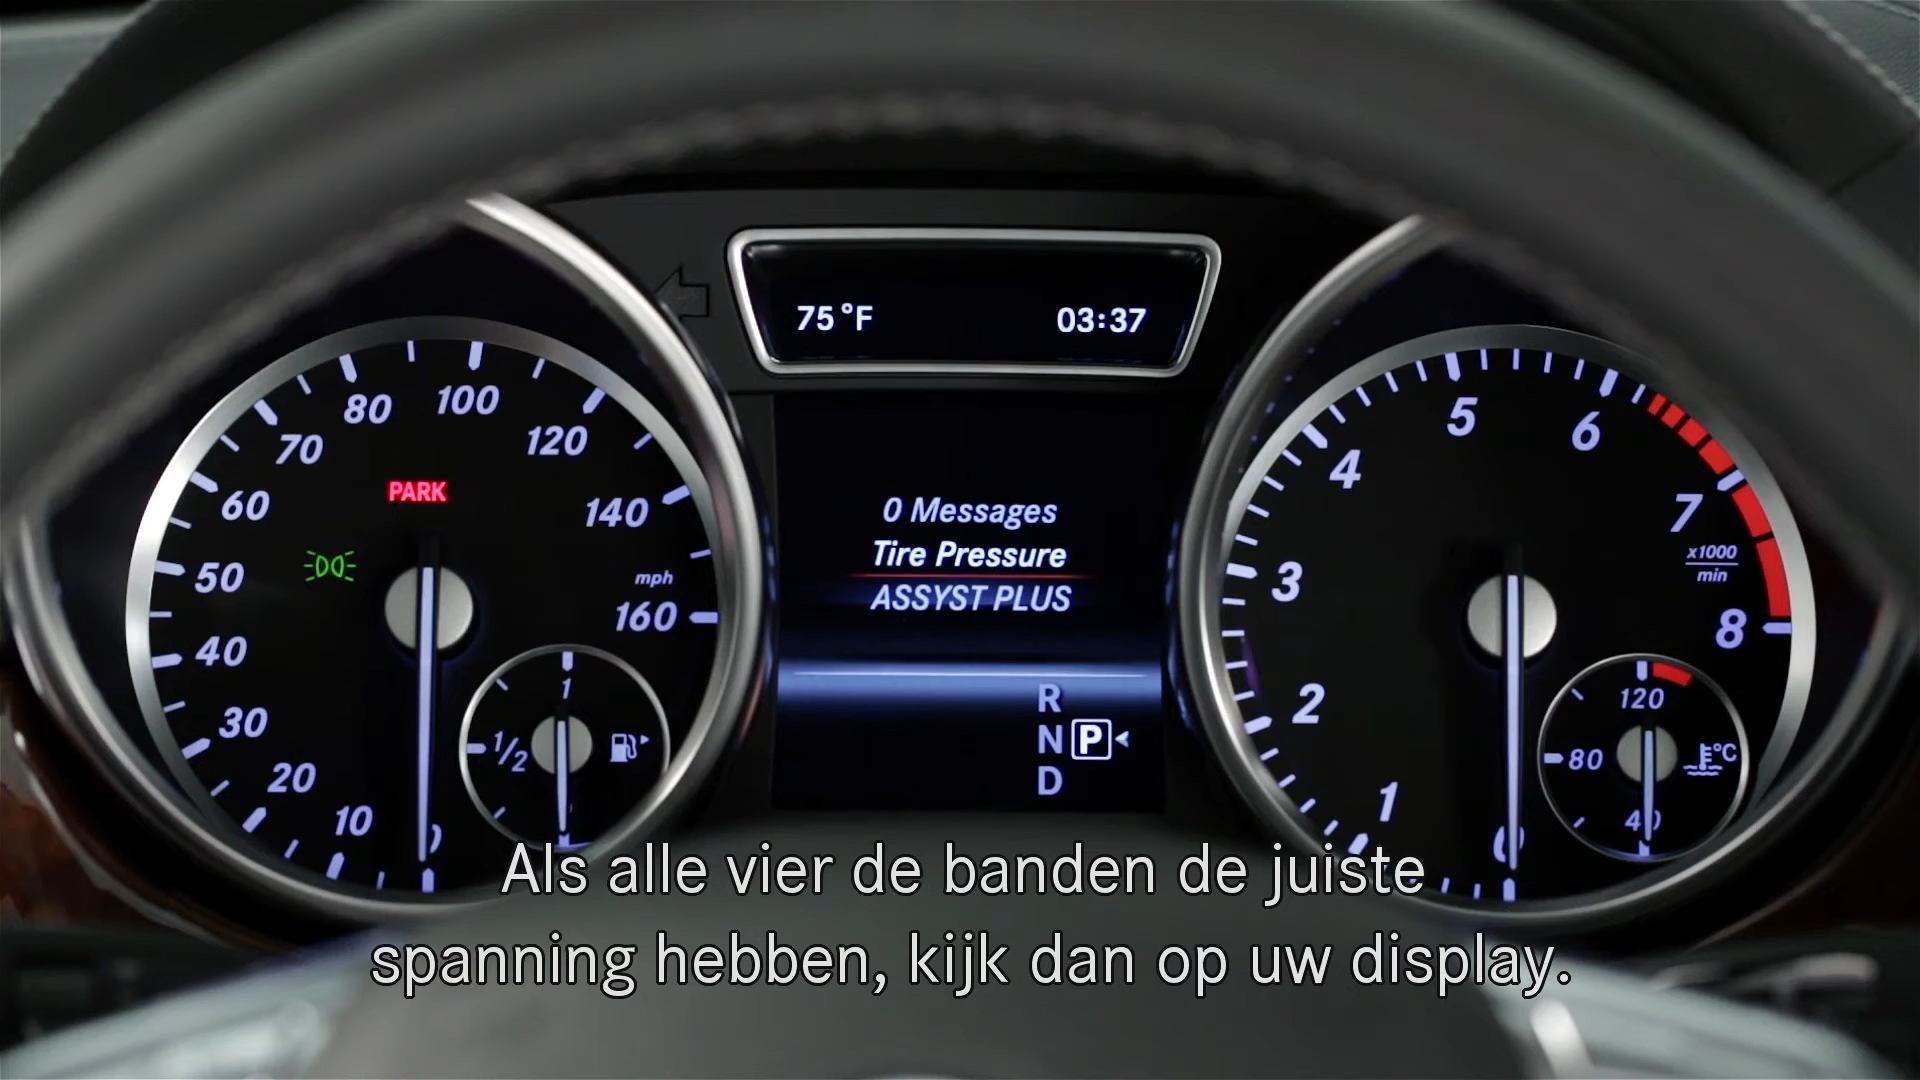 75°F 03:37
80 100
70 120
60 PARK 140
50 mph
160
40
30
20
10
0
1
1/2
0 Messages
Tire Pressure
ASSYST PLUS
R
N P
D
5 6
4 7
3 x1000
min
8
2
1
0
120
80 °C
40
Als alle vier de banden de juiste
spanning hebben, kijk dan op uw display.